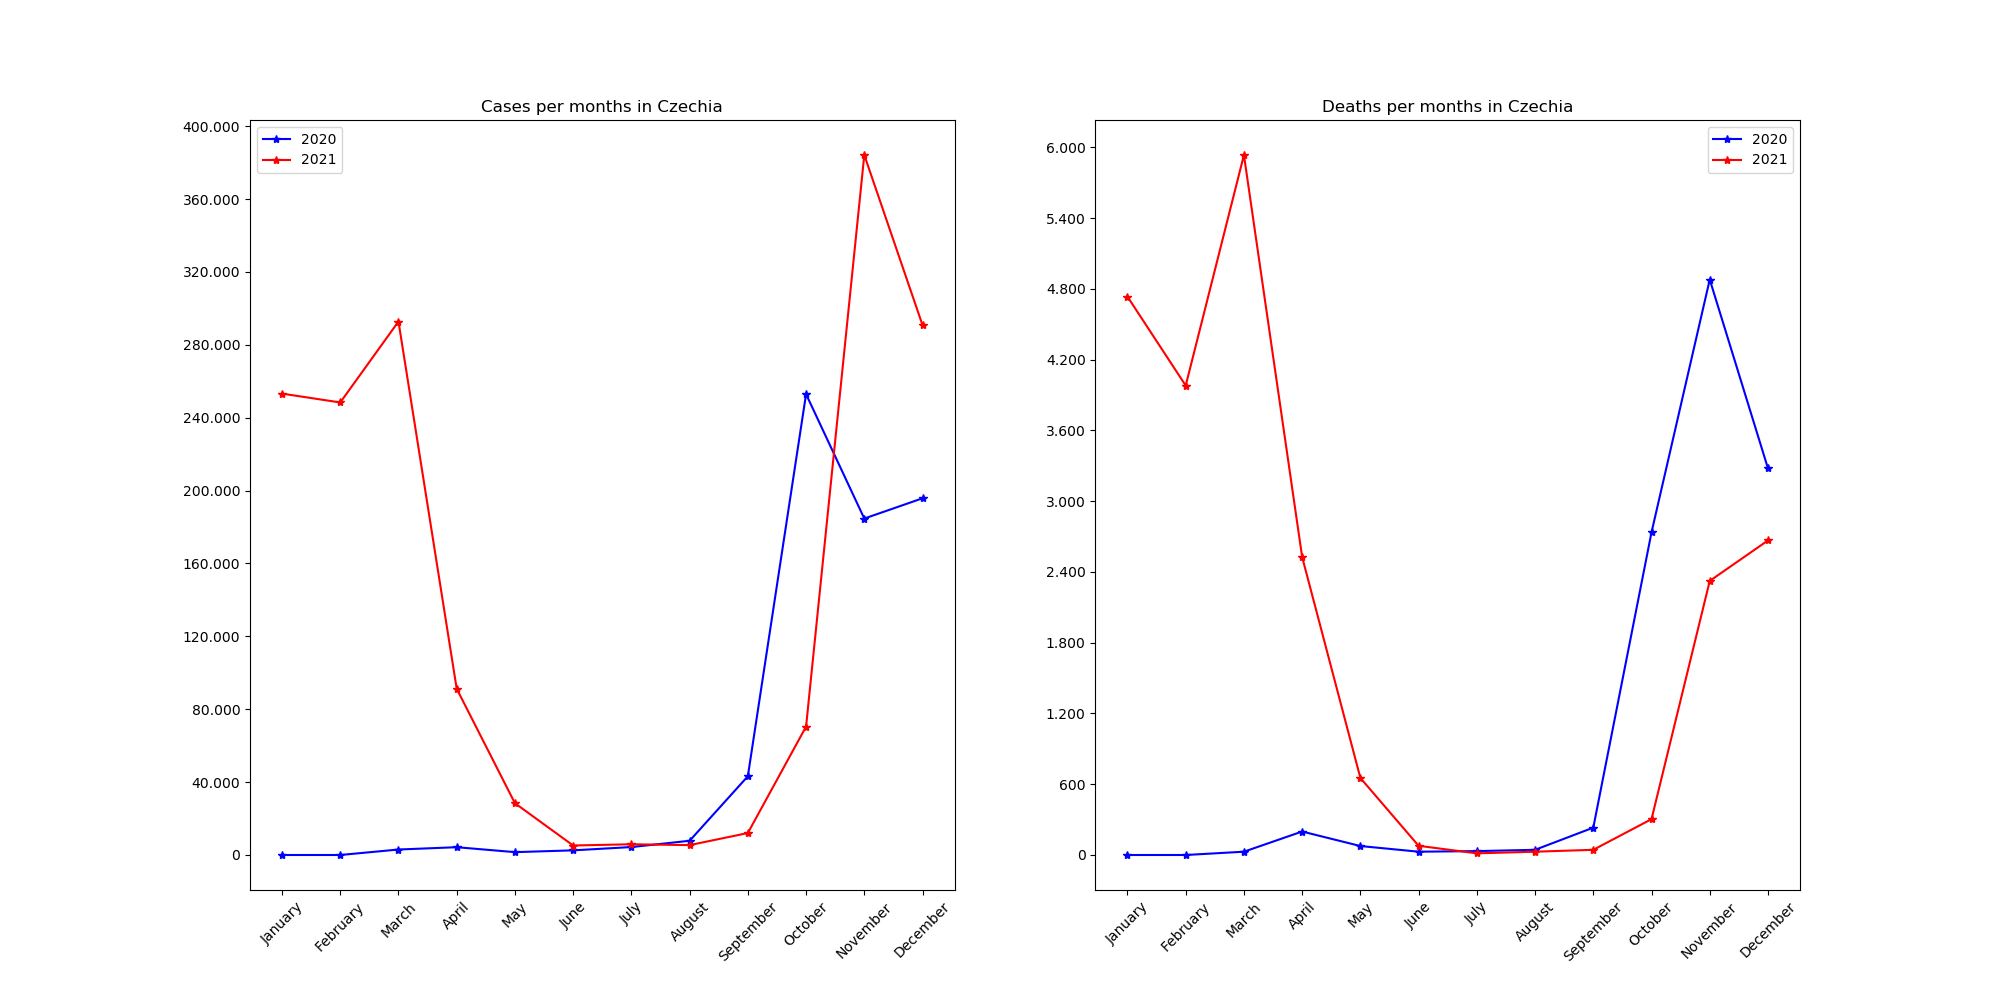 Cases per months in Czechia
400.000
360.000
320.000
280.000
240.000
200.000
160.000
120.000
80.000
40.000
0
2020
2021
January
February
March
April
May
June
July
August
September
October
November
December
Deaths per months in Czechia
6.000
5.400
4.800
4.200
3.600
3.000
2.400
1.800
1.200
600
0
2020
2021
January
February
March
April
May
June
July
August
September
October
November
December